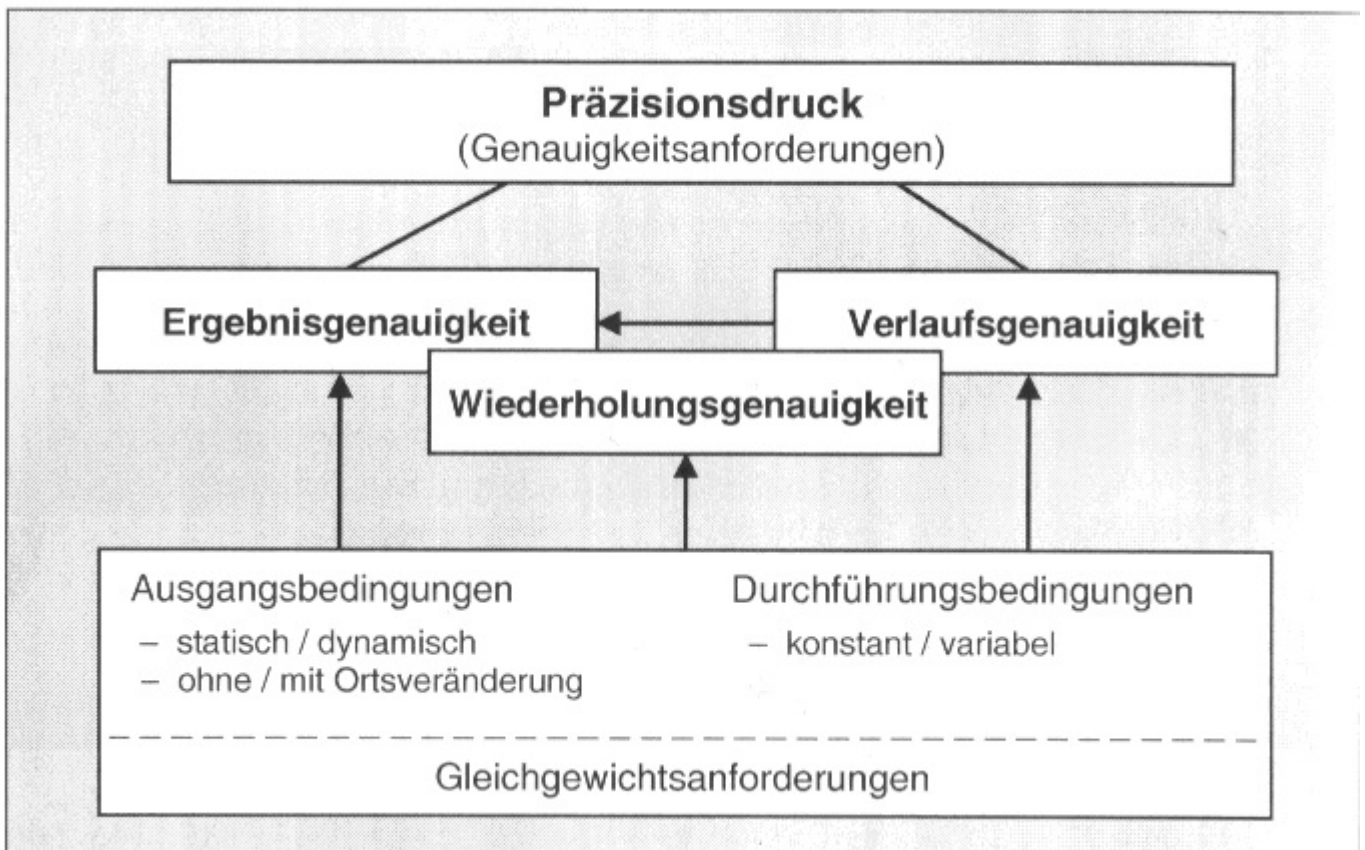 Präzisionsdruck
(Genauigkeitsanforderungen)
Ergebnisgenauigkeit
Verlaufsgenauigkeit
Wiederholungsgenauigkeit
Ausgangsbedingungen
– statisch / dynamisch
– ohne / mit Ortsveränderung
Durchführungsbedingungen
– konstant / variabel
Gleichgewichtsanforderungen